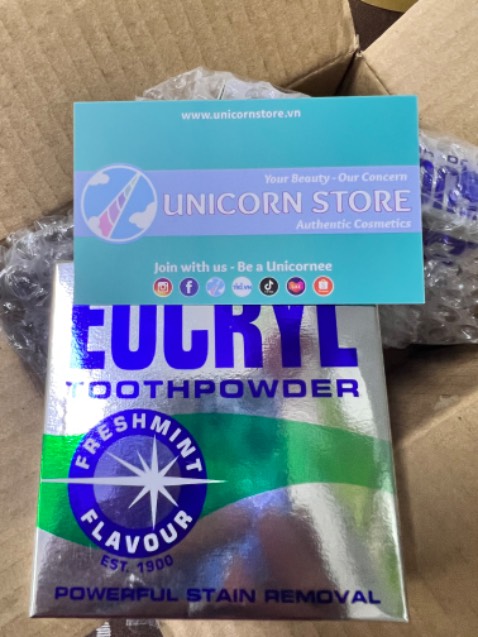 www.unicornstore.vn
Your Beauty - Our Concern
UNICORN STORE
Authentic Cosmetics
Join with us - Be a Unicornee
EUCRYL
TOOTHPOWDER
FRESHMINT
FLAVOUR
EST. 1900
POWERFUL STAIN REMOVAL